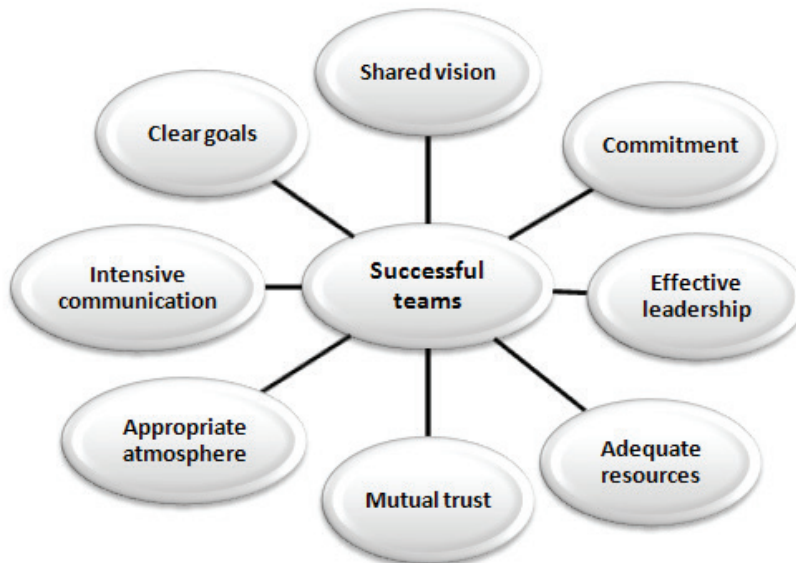 Shared vision
Clear goals
Commitment
Intensive
communication
Successful
teams
Effective
leadership
Appropriate
atmosphere
Mutual trust
Adequate
resources